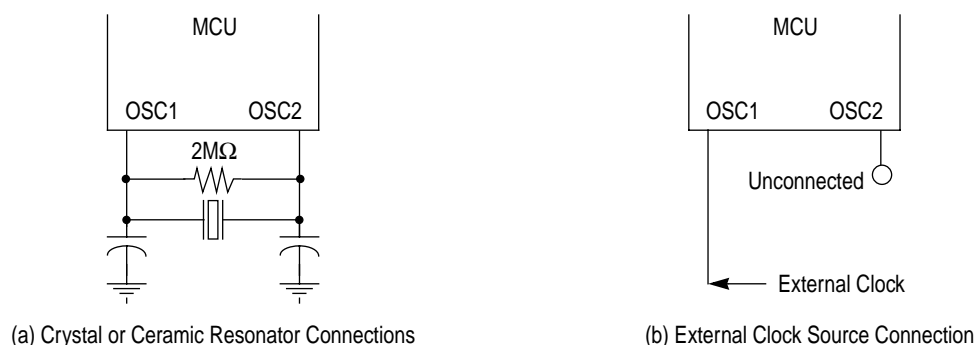 MCU
OSC1 OSC2
2MΩ
(a) Crystal or Ceramic Resonator Connections
MCU
OSC1 OSC2
Unconnected
External Clock
(b) External Clock Source Connection